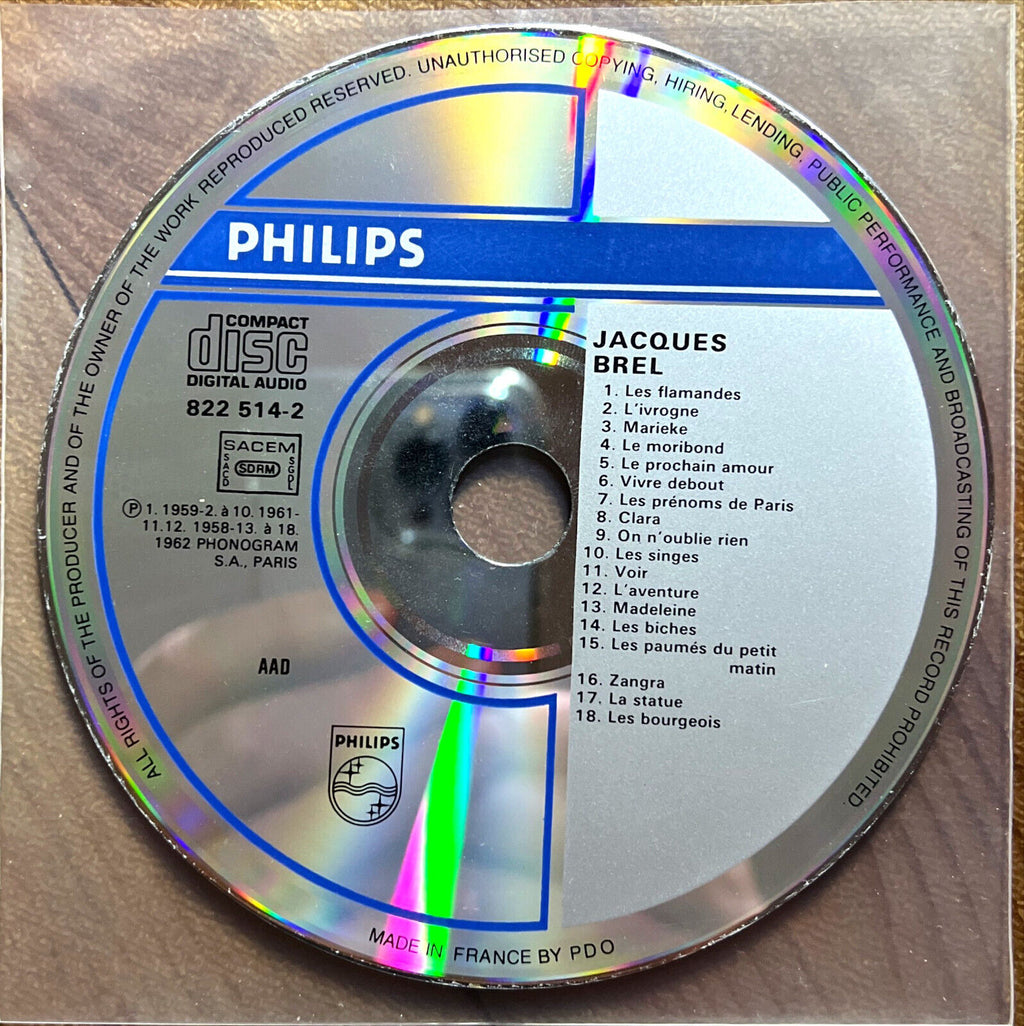 ALL RIGHTS OF THE PRODUCER AND OF THE OWNER OF THE WORK REPRODUCED RESERVED. UNAUTHORISED COPYING, HIRING, LENDING, PUBLIC PERFORMANCE AND BROADCASTING OF THIS RECORD PROHIBITED.
PHILIPS
COMPACT
disc
DIGITAL AUDIO
822 514-2
SACEM
SACD
SDRM
SGDL
℗ 1. 1959-2. à 10. 1961-
11.12. 1958-13. à 18.
1962 PHONOGRAM
S.A., PARIS
AAD
PHILIPS
JACQUES
BREL
1. Les flamandes
2. L'ivrogne
3. Marieke
4. Le moribond
5. Le prochain amour
6. Vivre debout
7. Les prénoms de Paris
8. Clara
9. On n'oublie rien
10. Les singes
11. Voir
12. L'aventure
13. Madeleine
14. Les biches
15. Les paumés du petit
matin
16. Zangra
17. La statue
18. Les bourgeois
MADE IN FRANCE BY PDO